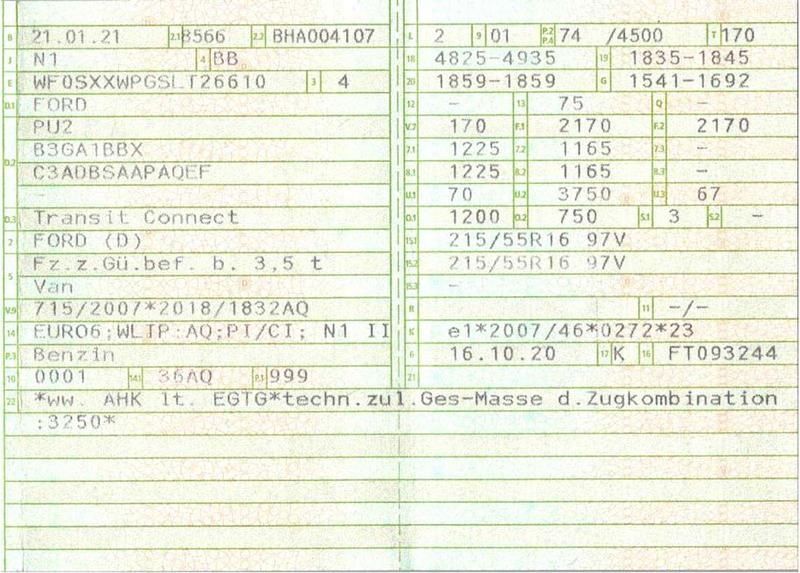 B 21.01.21 2.1 8566 2.2 BHA004107
J N1 4 BB
E WF0SXXWPGSLT26610 3 4
D.1 FORD
D.2 PU2
B3GA1BBX
C3ADBSAAPAQEF
–
D.3 Transit Connect
2 FORD (D)
5 Fz.z.Gü.bef. b. 3,5 t
Van
V.9 715/2007*2018/1832AQ
14 EURO6;WLTP:AQ;PI/CI; N1 II
P.3 Benzin
10 0001 14.1 36AQ P.1 999
L 2 9 01 P.2 P.4 74 /4500 T 170
18 4825-4935 19 1835-1845
20 1859-1859 G 1541-1692
12 – 13 75 Q –
V.7 170 F.1 2170 F.2 2170
7.1 1225 7.2 1165 7.3 –
8.1 1225 8.2 1165 8.3 –
U.1 70 U.2 3750 U.3 67
O.1 1200 O.2 750 S.1 3 S.2 –
15.1 215/55R16 97V
15.2 215/55R16 97V
15.3 –
R 11 –/–
K e1*2007/46*0272*23
6 16.10.20 17 K 16 FT093244
21
22 *ww. AHK lt. EGTG*techn.zul.Ges-Masse d.Zugkombination
:3250*